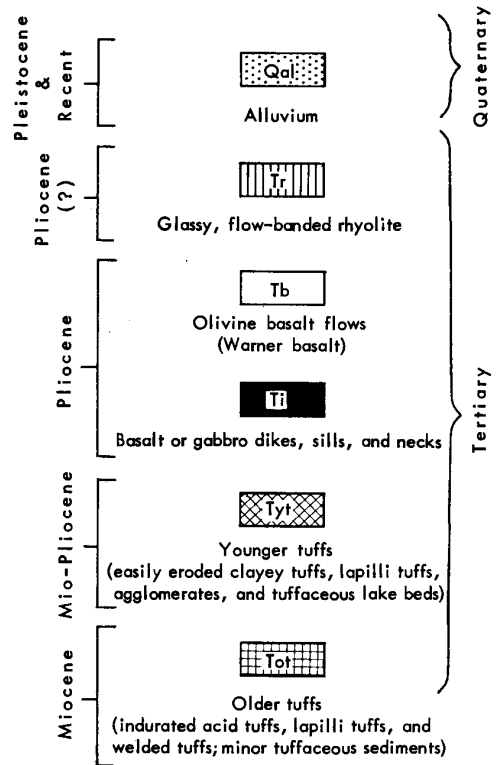 Pleistocene
&
Recent
Qal
Alluvium
Quaternary
Pliocene
(?)
Tr
Glassy, flow-banded rhyolite
Pliocene
Tb
Olivine basalt flows
(Warner basalt)
Ti
Basalt or gabbro dikes, sills, and necks
Tertiary
Mio-Pliocene
Tyt
Younger tuffs
(easily eroded clayey tuffs, lapilli tuffs,
agglomerates, and tuffaceous lake beds)
Miocene
Tot
Older tuffs
(indurated acid tuffs, lapilli tuffs, and
welded tuffs; minor tuffaceous sediments)